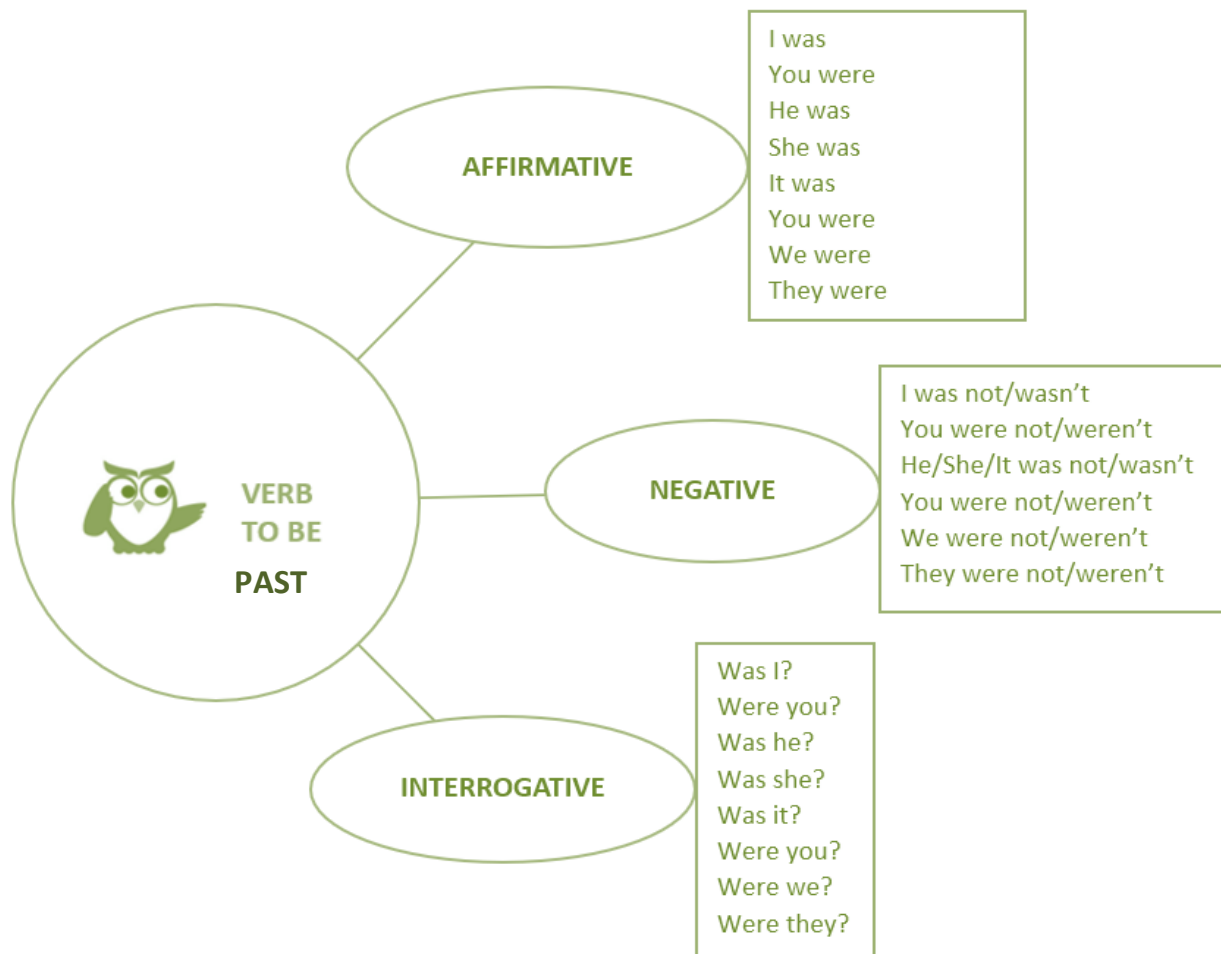 VERB
TO BE
PAST
AFFIRMATIVE
I was
You were
He was
She was
It was
You were
We were
They were
NEGATIVE
I was not/wasn’t
You were not/weren’t
He/She/It was not/wasn’t
You were not/weren’t
We were not/weren’t
They were not/weren’t
INTERROGATIVE
Was I?
Were you?
Was he?
Was she?
Was it?
Were you?
Were we?
Were they?